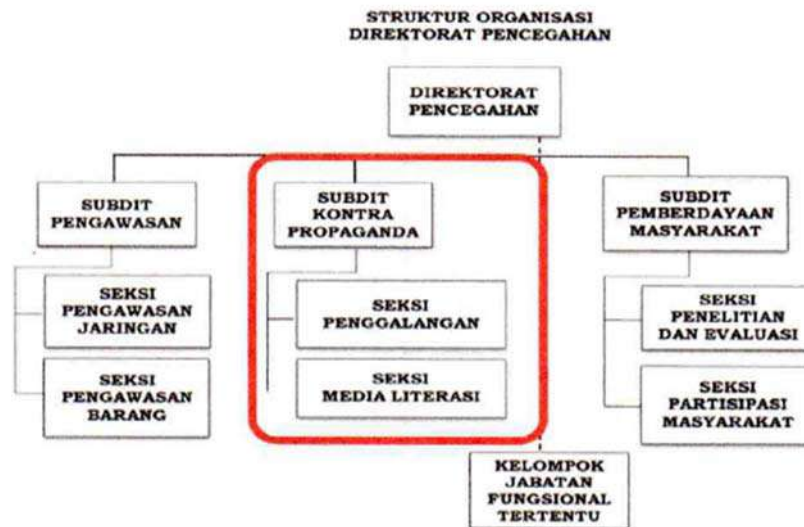 STRUKTUR ORGANISASI
DIREKTORAT PENCEGAHAN
DIREKTORAT
PENCEGAHAN
SUBDIT
PENGAWASAN
SEKSI
PENGAWASAN
JARINGAN
SEKSI
PENGAWASAN
BARANG
SUBDIT
KONTRA
PROPAGANDA
SEKSI
PENGGALANGAN
SEKSI
MEDIA LITERASI
SUBDIT
PEMBERDAYAAN
MASYARAKAT
SEKSI
PENELITIAN
DAN EVALUASI
SEKSI
PARTISIPASI
MASYARAKAT
KELOMPOK
JABATAN
FUNGSIONAL
TERTENTU